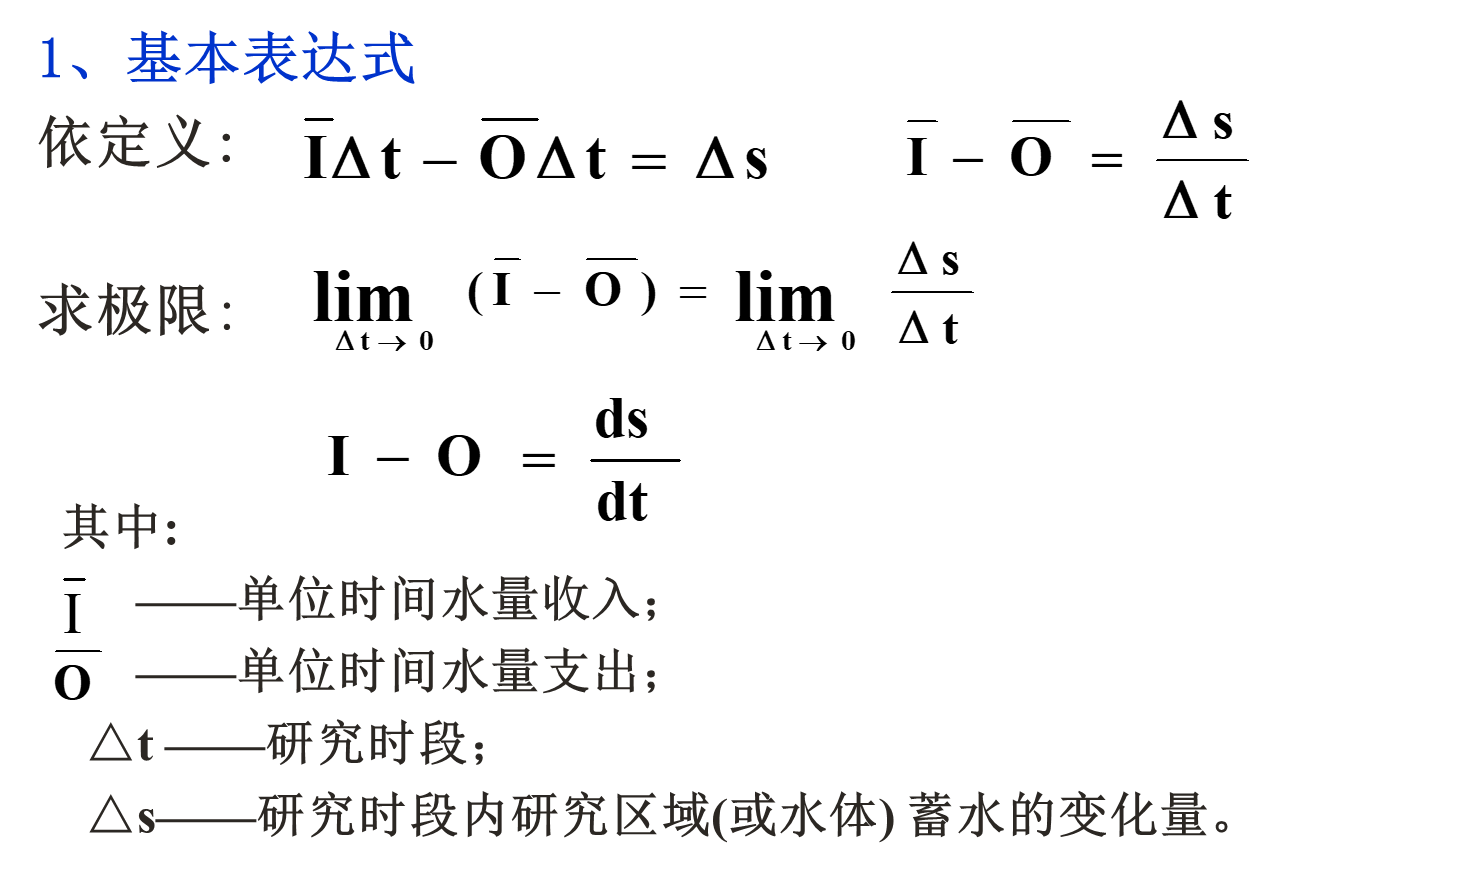 1、基本表达式
依定义: I̅Δt − O̅Δt = Δs I̅ − O̅ = Δs/Δt
求极限: lim Δt→0 (I̅ − O̅) = lim Δt→0 Δs/Δt
I − O = ds/dt
其中:
I̅ ——单位时间水量收入;
O̅ ——单位时间水量支出;
△t ——研究时段;
△s——研究时段内研究区域(或水体) 蓄水的变化量。